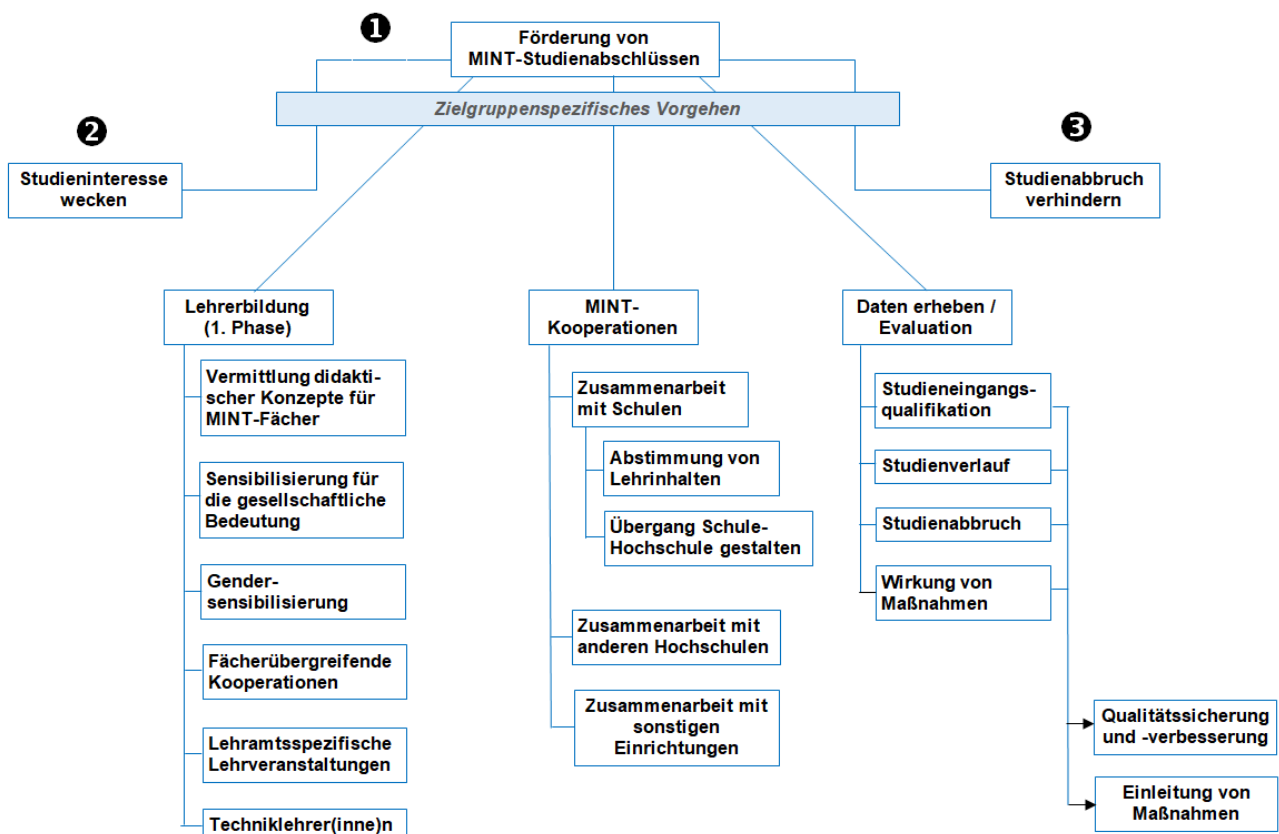 ❶
Förderung von
MINT-Studienabschlüssen
Zielgruppenspezifisches Vorgehen
❷
Studieninteresse
wecken
❸
Studienabbruch
verhindern
Lehrerbildung
(1. Phase)
Vermittlung didakti-
scher Konzepte für
MINT-Fächer
Sensibilisierung für
die gesellschaftliche
Bedeutung
Gender-
sensibilisierung
Fächerübergreifende
Kooperationen
Lehramtsspezifische
Lehrveranstaltungen
Techniklehrer(inne)n
MINT-
Kooperationen
Zusammenarbeit
mit Schulen
Abstimmung von
Lehrinhalten
Übergang Schule-
Hochschule gestalten
Zusammenarbeit mit
anderen Hochschulen
Zusammenarbeit mit
sonstigen
Einrichtungen
Daten erheben /
Evaluation
Studieneingangs-
qualifikation
Studienverlauf
Studienabbruch
Wirkung von
Maßnahmen
Qualitätssicherung
und -verbesserung
Einleitung von
Maßnahmen